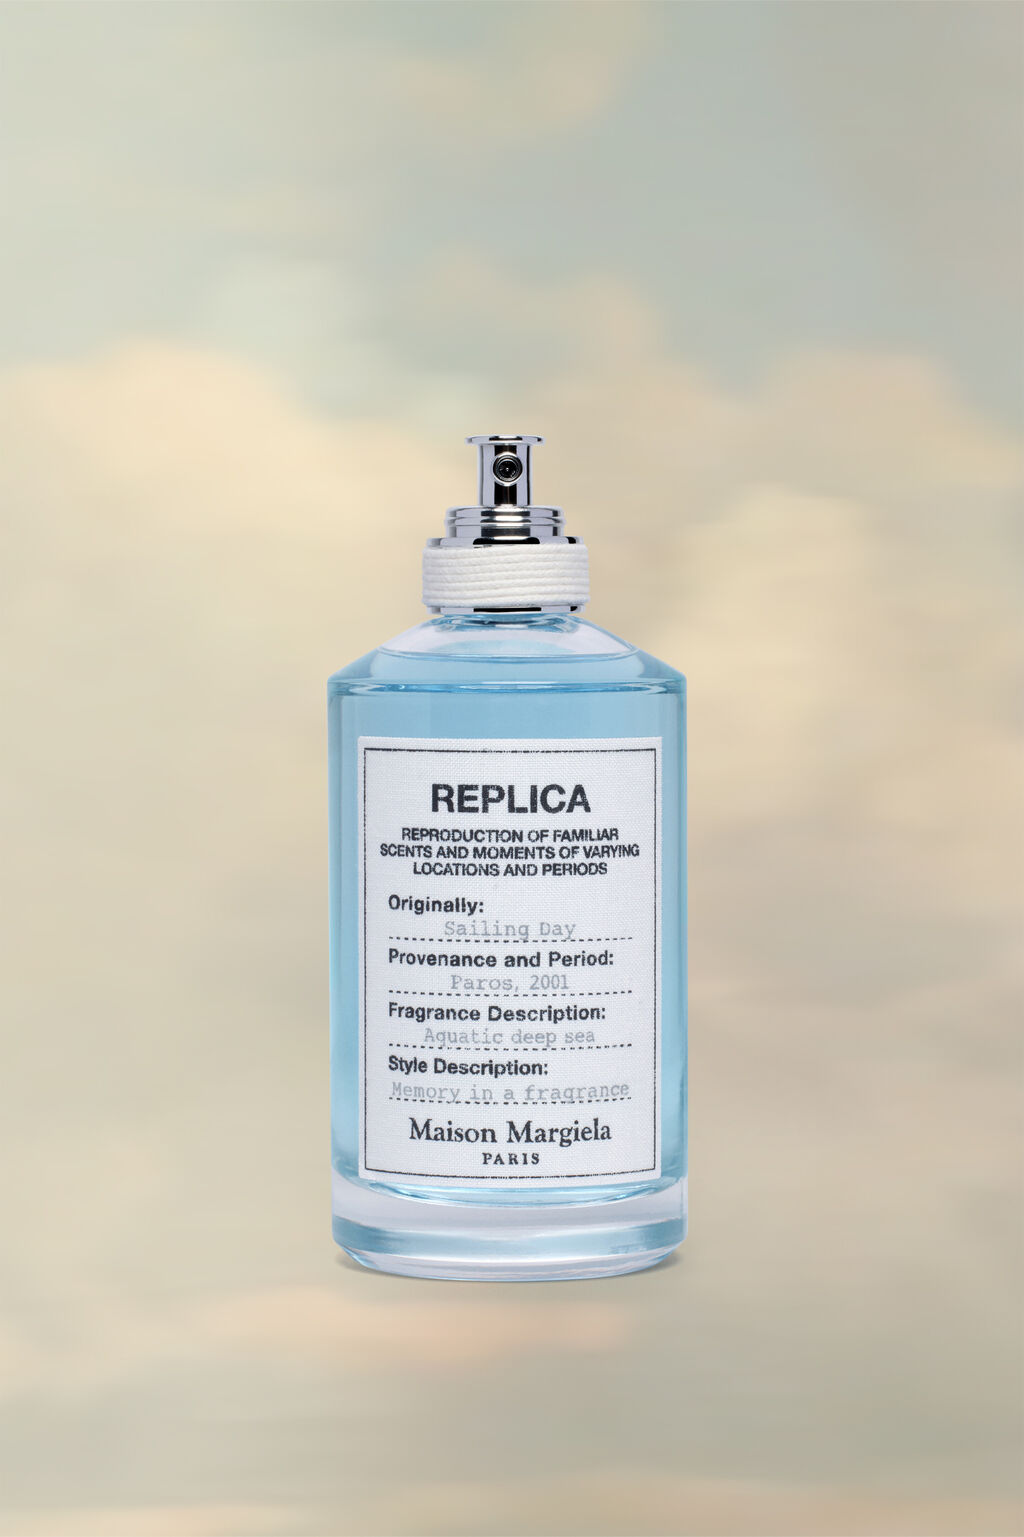 REPLICA
REPRODUCTION OF FAMILIAR
SCENTS AND MOMENTS OF VARYING
LOCATIONS AND PERIODS
Originally:
Sailing Day
Provenance and Period:
Paros, 2001
Fragrance Description:
Aquatic deep sea
Style Description:
Memory in a fragrance
Maison Margiela
PARIS